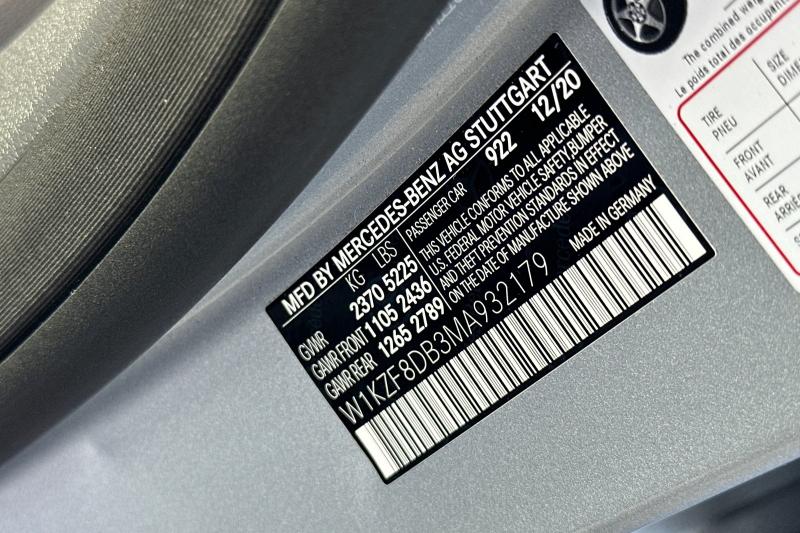 MFD BY MERCEDES-BENZ AG STUTTGART
KG LBS
PASSENGER CAR 922 12/20
GVWR 2370 5225
GAWR FRONT 1105 2436
GAWR REAR 1265 2789
THIS VEHICLE CONFORMS TO ALL APPLICABLE
U.S. FEDERAL MOTOR VEHICLE SAFETY/BUMPER
AND THEFT PREVENTION STANDARDS IN EFFECT
ON THE DATE OF MANUFACTURE SHOWN ABOVE
W1KZF8DB3MA932179
MADE IN GERMANY
The combined
Le poids total des
TIRE
PNEU
SIZE
FRONT
AVANT
REAR